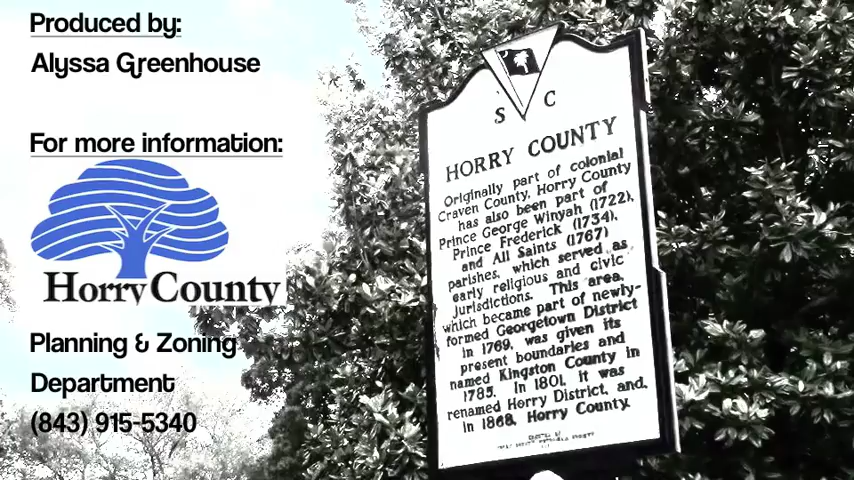 Produced by:
Alyssa Greenhouse
For more information:
Horry County
Planning & Zoning
Department
(843) 915-5340
S C
HORRY COUNTY
Originally part of colonial
Craven County, Horry County
has also been part of
Prince George Winyah (1722),
Prince Frederick (1734),
and All Saints (1767)
parishes, which served as
early religious and civic
jurisdictions. This area,
which became part of newly-
formed Georgetown District
in 1769, was given its
present boundaries and
named Kingston County in
1785. In 1801, it was
renamed Horry District, and,
in 1868, Horry County.